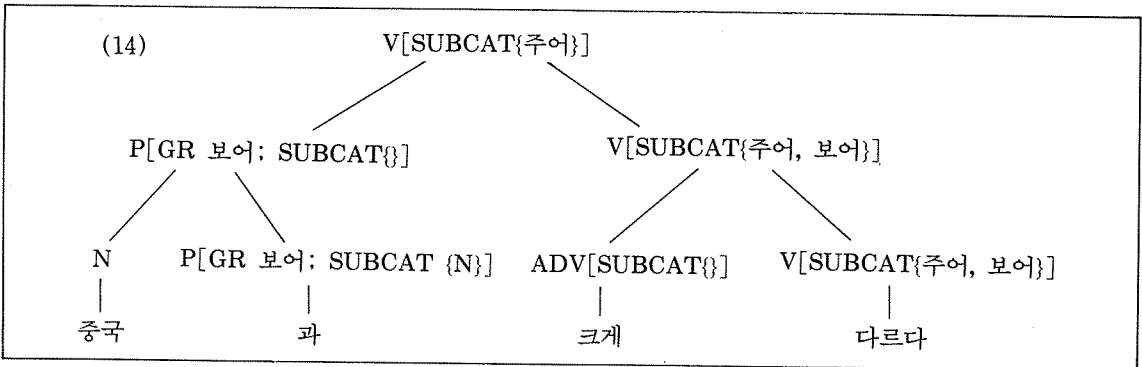 (14) V[SUBCAT{주어}]
P[GR 보어; SUBCAT{}] V[SUBCAT{주어, 보어}]
N P[GR 보어; SUBCAT {N}] ADV[SUBCAT{}] V[SUBCAT{주어, 보어}]
중국 과 크게 다르다